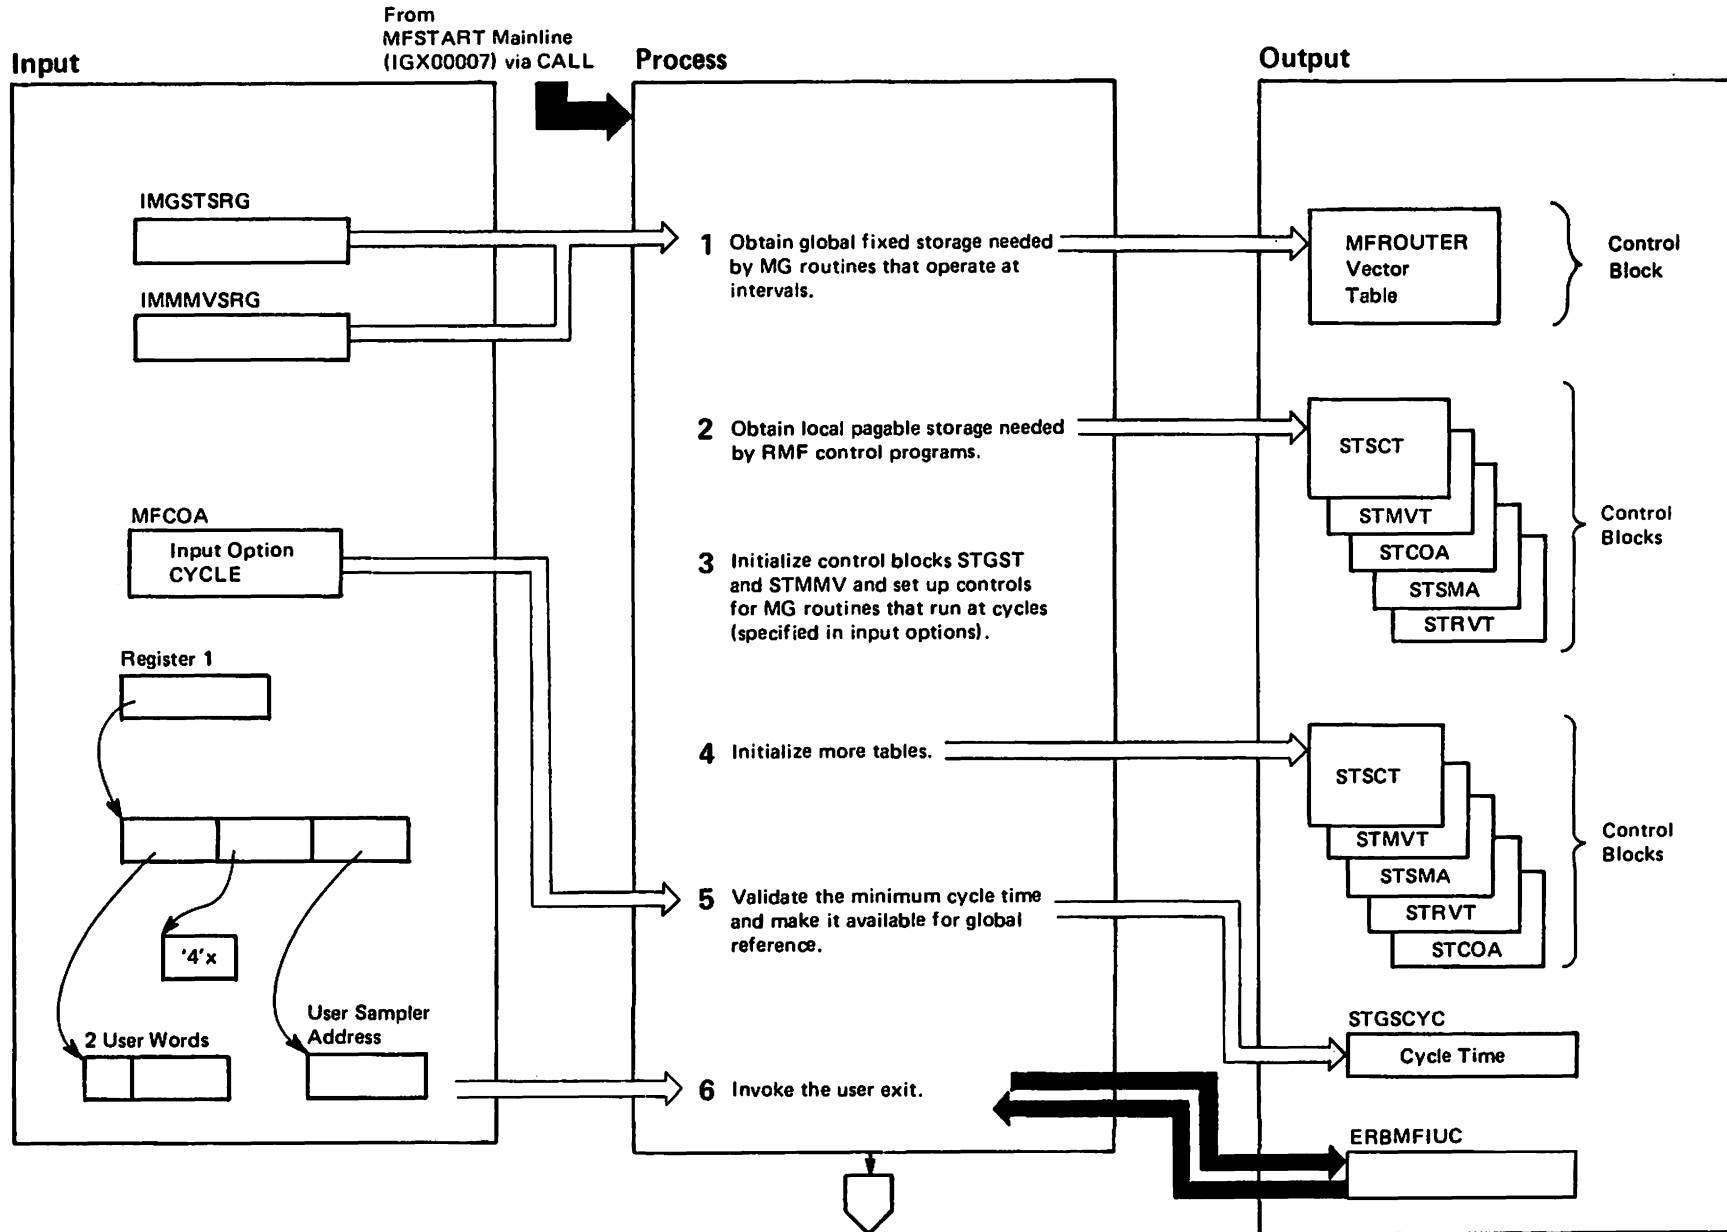 From
MFSTART Mainline
(IGX00007) via CALL
Input
Process
Output
IMGSTSRG
IMMMVSRG
1 Obtain global fixed storage needed
by MG routines that operate at
intervals.
MFROUTER
Vector
Table
Control
Block
2 Obtain local pagable storage needed
by RMF control programs.
STSCT
STMVT
STCOA
STSMA
STRVT
Control
Blocks
MFCOA
Input Option
CYCLE
3 Initialize control blocks STGST
and STMMV and set up controls
for MG routines that run at cycles
(specified in input options).
Register 1
4 Initialize more tables.
STSCT
STMVT
STSMA
STRVT
STCOA
Control
Blocks
5 Validate the minimum cycle time
and make it available for global
reference.
'4'x
2 User Words
User Sampler
Address
STGSCYC
Cycle Time
6 Invoke the user exit.
ERBMFIUC